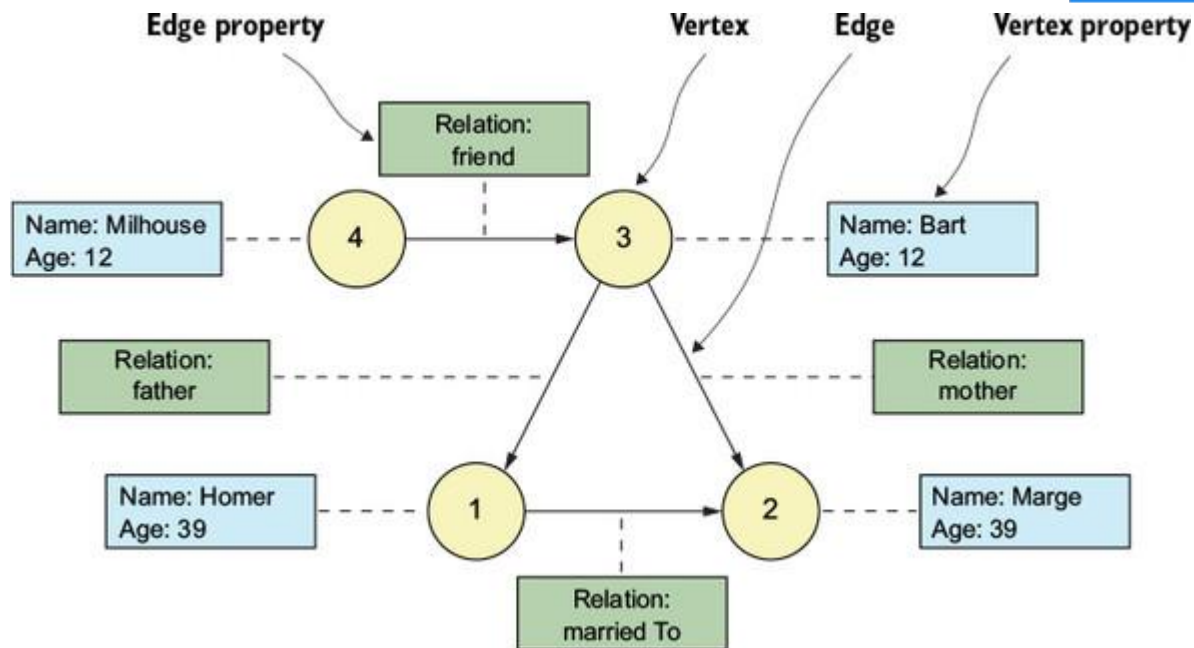 Edge property
Vertex
Edge
Vertex property
Relation:
friend
Name: Milhouse
Age: 12
4
3
Name: Bart
Age: 12
Relation:
father
Relation:
mother
Name: Homer
Age: 39
1
2
Name: Marge
Age: 39
Relation:
married To